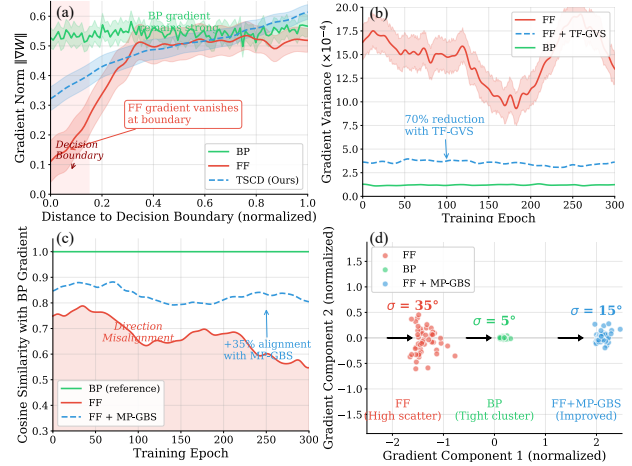 (a)
BP gradient
remains strong
FF gradient vanishes
at boundary
Decision
Boundary
BP
FF
TSCD (Ours)
Gradient Norm ‖∇W‖
0.6
0.5
0.4
0.3
0.2
0.1
0.0
0.0 0.2 0.4 0.6 0.8 1.0
Distance to Decision Boundary (normalized)
(b)
FF
FF + TF-GVS
BP
70% reduction
with TF-GVS
Gradient Variance (×10⁻⁴)
20.0
17.5
15.0
12.5
10.0
7.5
5.0
2.5
0.0
0 50 100 150 200 250 300
Training Epoch
(c)
Direction
Misalignment
+35% alignment
with MP-GBS
BP (reference)
FF
FF + MP-GBS
Cosine Similarity with BP Gradient
1.0
0.9
0.8
0.7
0.6
0.5
0.4
0.3
0 50 100 150 200 250 300
Training Epoch
(d)
FF
BP
FF + MP-GBS
σ = 35°
σ = 5°
σ = 15°
FF
(High scatter)
BP
(Tight cluster)
FF+MP-GBS
(Improved)
Gradient Component 2 (normalized)
1.5
1.0
0.5
0.0
−0.5
−1.0
−1.5
−2 −1 0 1 2
Gradient Component 1 (normalized)